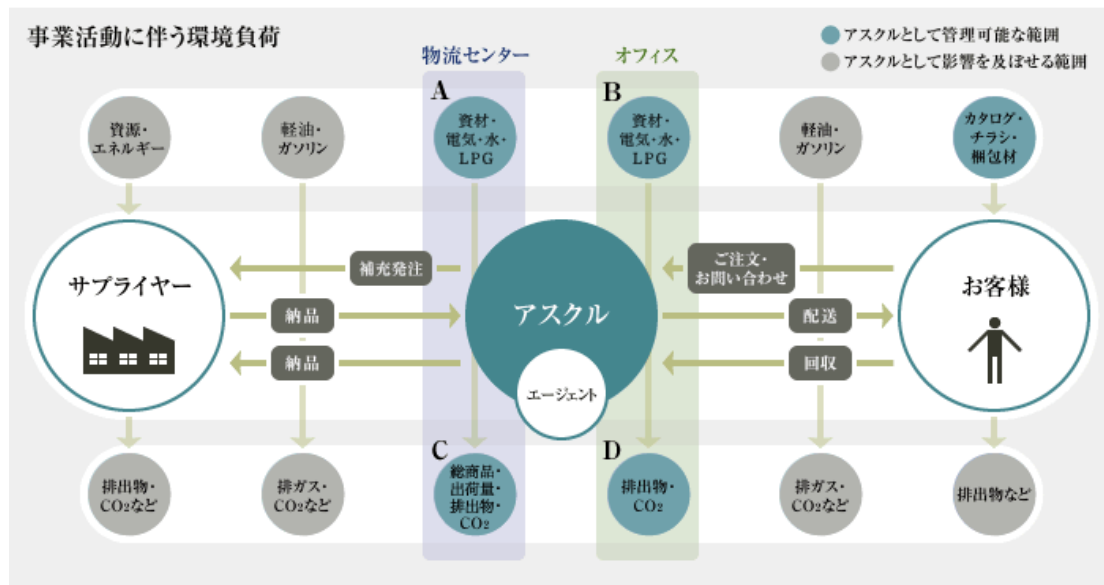 事業活動に伴う環境負荷
アスクルとして管理可能な範囲
アスクルとして影響を及ぼせる範囲
物流センター
オフィス
A
B
資源・
エネルギー
軽油・
ガソリン
資材・
電気・水・
LPG
資材・
電気・水・
LPG
軽油・
ガソリン
カタログ・
チラシ・
梱包材
サプライヤー
補充発注
納品
納品
アスクル
エージェント
ご注文・
お問い合わせ
配送
回収
お客様
C
D
排出物・
CO2など
排ガス・
CO2など
総商品・
出荷量・
排出物・
CO2
排出物・
CO2
排ガス・
CO2など
排出物など